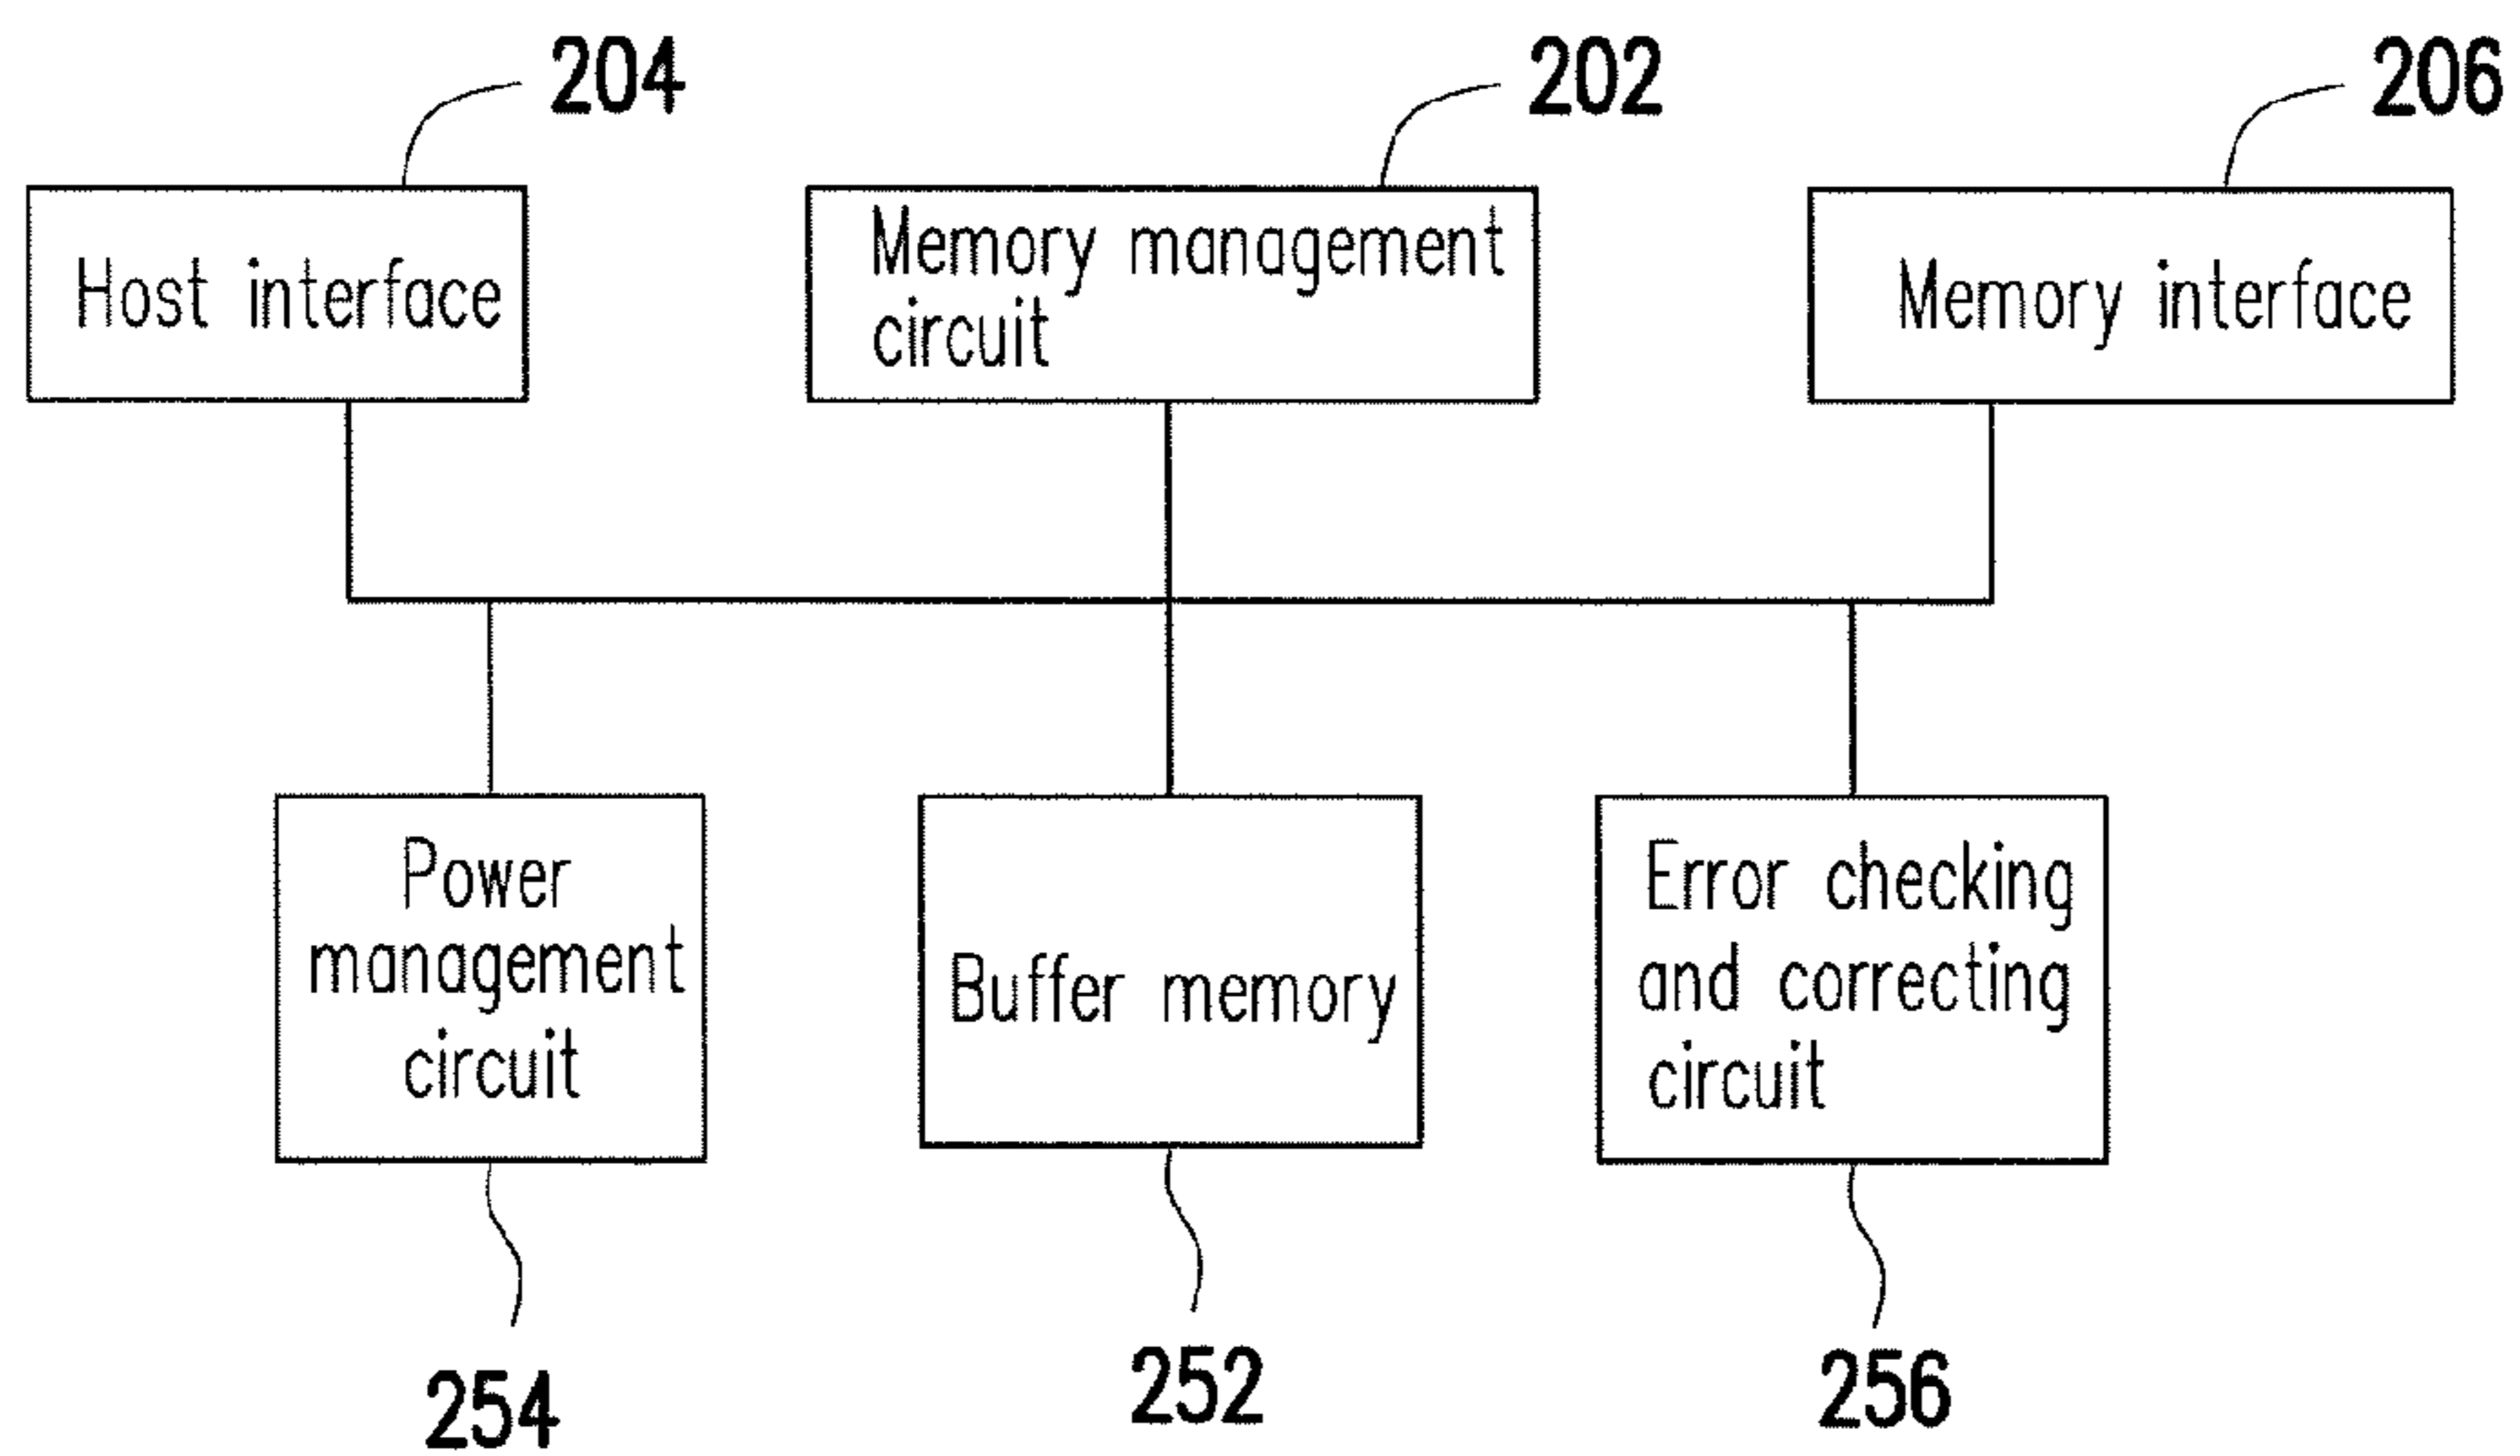 204
202
206
Host interface
Memory management
circuit
Memory interface
Power
management
circuit
Buffer memory
Error checking
and correcting
circuit
254
252
256